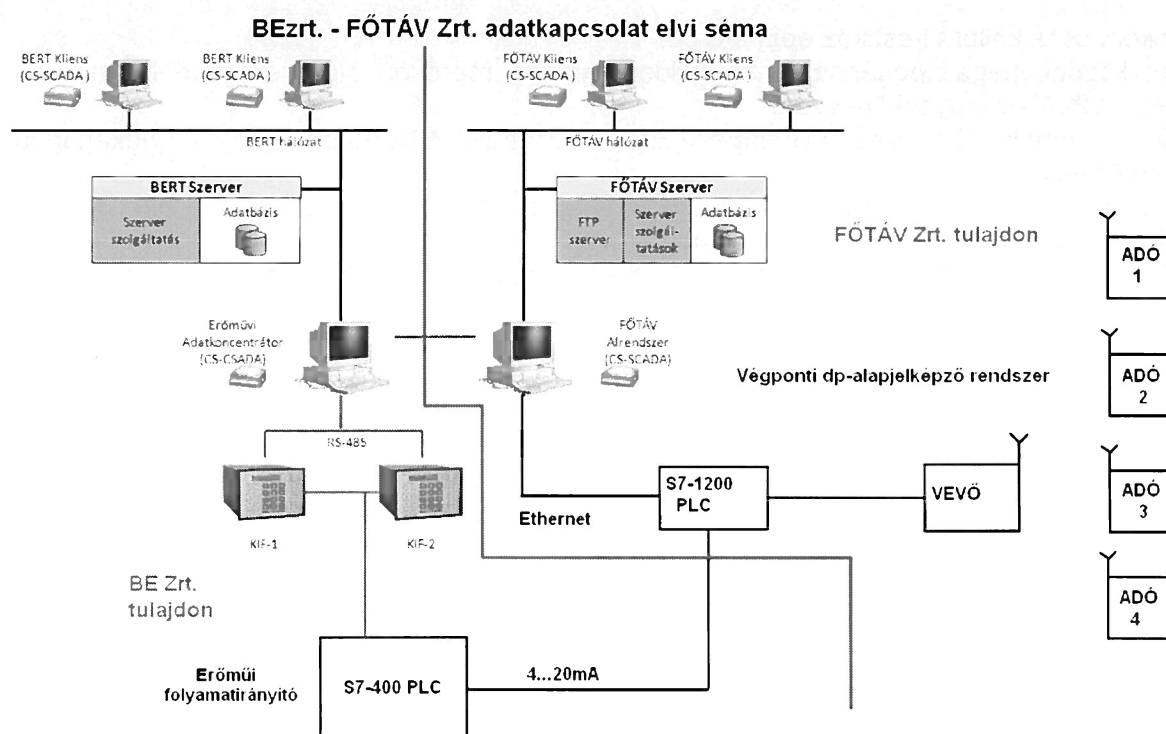 BEzrt. - FŐTÁV Zrt. adatkapcsolat elvi séma
BERT Kliens
(CS-SCADA)
BERT Kliens
(CS-SCADA)
FŐTÁV Kliens
(CS-SCADA)
FŐTÁV Kliens
(CS-SCADA)
BERT hálózat
BERT hálózat
FŐTÁV hálózat
BERT Szerver
Szerver
szolgáltatás
Adatbázis
FŐTÁV Szerver
FTP
szerver
Szerver
szolgál-
tatások
Adatbázis
FŐTÁV Zrt. tulajdon
ADÓ
1
Erőművi
Adatkoncentrátor
(CS-CSADA)
FŐTÁV
Alrendszer
(CS-SCADA)
Végponti dp-alapjelképző rendszer
ADÓ
2
RS-485
KIF-1
KIF-2
Ethernet
S7-1200
PLC
VEVŐ
ADÓ
3
BE Zrt.
tulajdon
ADÓ
4
Erőműi
folyamatirányító
S7-400 PLC
4...20mA